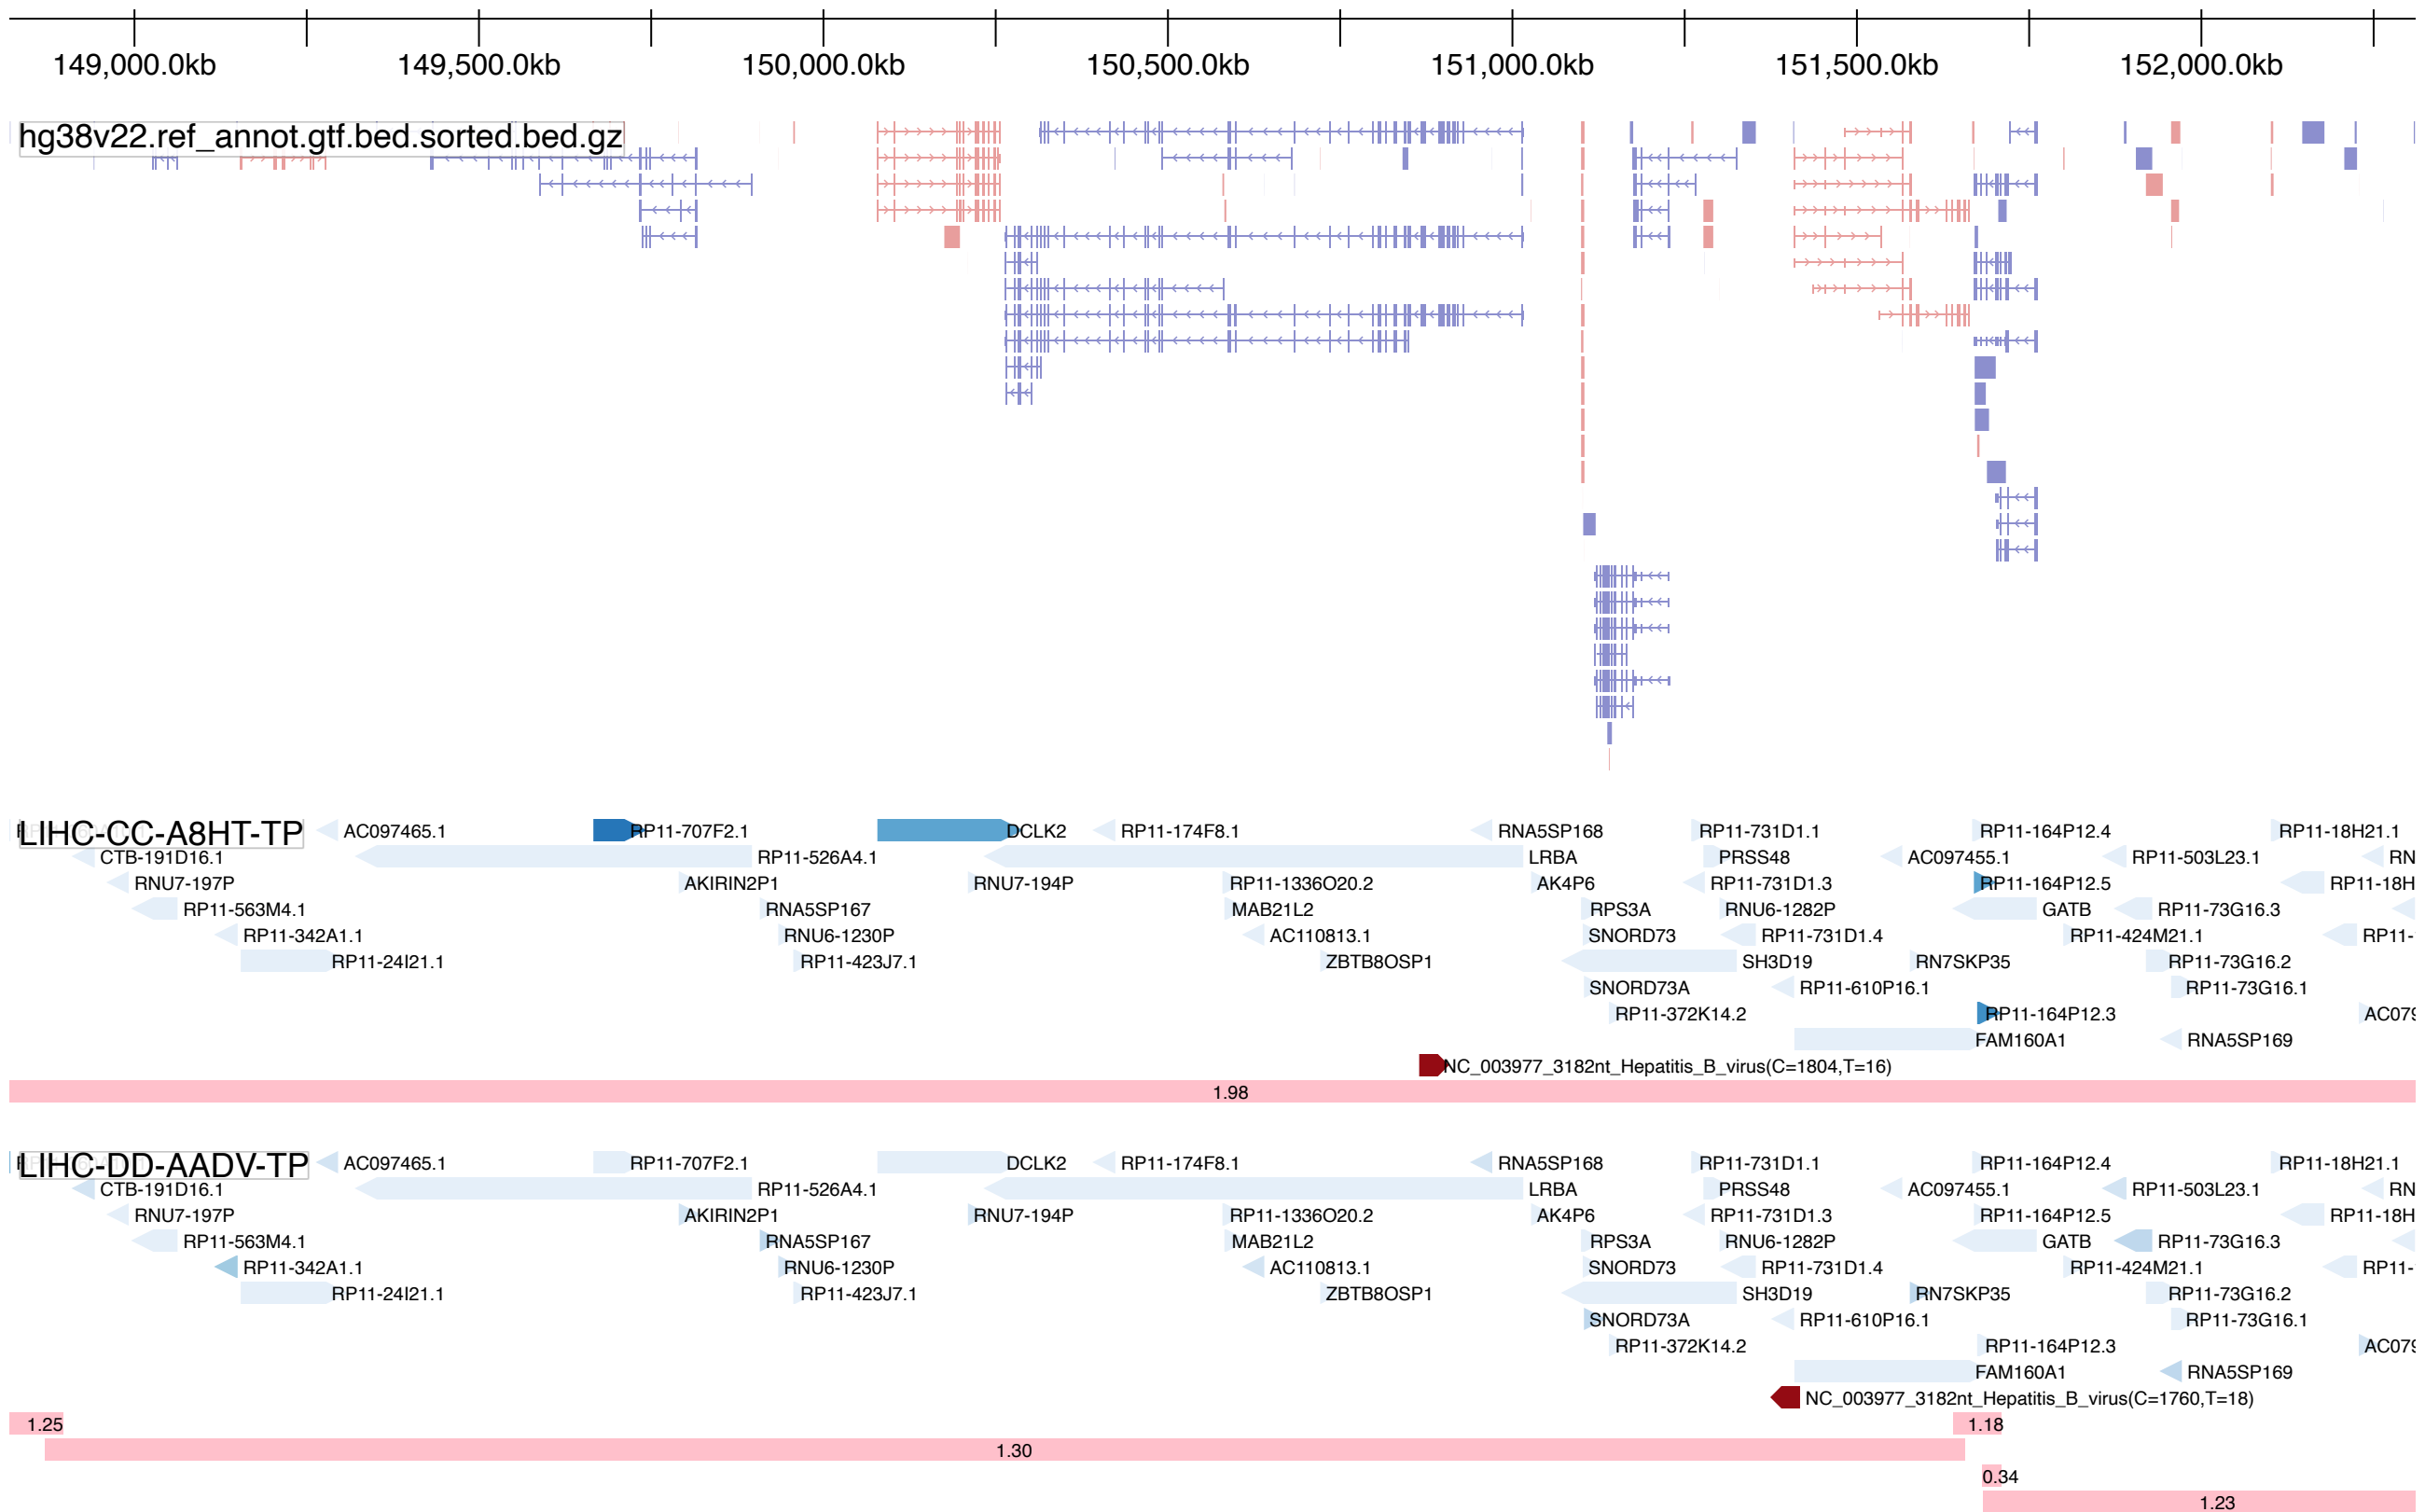 149,000.0kb 149,500.0kb 150,000.0kb 150,500.0kb 151,000.0kb 151,500.0kb 152,000.0kb
hg38v22.ref_annot.gtf.bed.sorted.bed.gz
LIHC-CC-A8HT-TP AC097465.1 RP11-707F2.1 DCLK2 RP11-174F8.1 RNA5SP168 RP11-731D1.1 RP11-164P12.4 RP11-18H21.1
CTB-191D16.1 RP11-526A4.1 LRBA PRSS48 AC097455.1 RP11-503L23.1 RN
RNU7-197P AKIRIN2P1 RNU7-194P RP11-1336O20.2 AK4P6 RP11-731D1.3 RP11-164P12.5 RP11-18H
RP11-563M4.1 RNA5SP167 MAB21L2 RPS3A RNU6-1282P GATB RP11-73G16.3
RP11-342A1.1 RNU6-1230P AC110813.1 SNORD73 RP11-731D1.4 RP11-424M21.1 RP11-
RP11-24I21.1 RP11-423J7.1 ZBTB8OSP1 SH3D19 RN7SKP35 RP11-73G16.2
SNORD73A RP11-610P16.1 RP11-73G16.1
RP11-372K14.2 RP11-164P12.3 AC079
FAM160A1 RNA5SP169
NC_003977_3182nt_Hepatitis_B_virus(C=1804,T=16)
1.98
LIHC-DD-AADV-TP AC097465.1 RP11-707F2.1 DCLK2 RP11-174F8.1 RNA5SP168 RP11-731D1.1 RP11-164P12.4 RP11-18H21.1
CTB-191D16.1 RP11-526A4.1 LRBA PRSS48 AC097455.1 RP11-503L23.1 RN
RNU7-197P AKIRIN2P1 RNU7-194P RP11-1336O20.2 AK4P6 RP11-731D1.3 RP11-164P12.5 RP11-18H
RP11-563M4.1 RNA5SP167 MAB21L2 RPS3A RNU6-1282P GATB RP11-73G16.3
RP11-342A1.1 RNU6-1230P AC110813.1 SNORD73 RP11-731D1.4 RP11-424M21.1 RP11-
RP11-24I21.1 RP11-423J7.1 ZBTB8OSP1 SH3D19 RN7SKP35 RP11-73G16.2
SNORD73A RP11-610P16.1 RP11-73G16.1
RP11-372K14.2 RP11-164P12.3 AC079
FAM160A1 RNA5SP169
NC_003977_3182nt_Hepatitis_B_virus(C=1760,T=18)
1.25 1.18
1.30
0.34
1.23